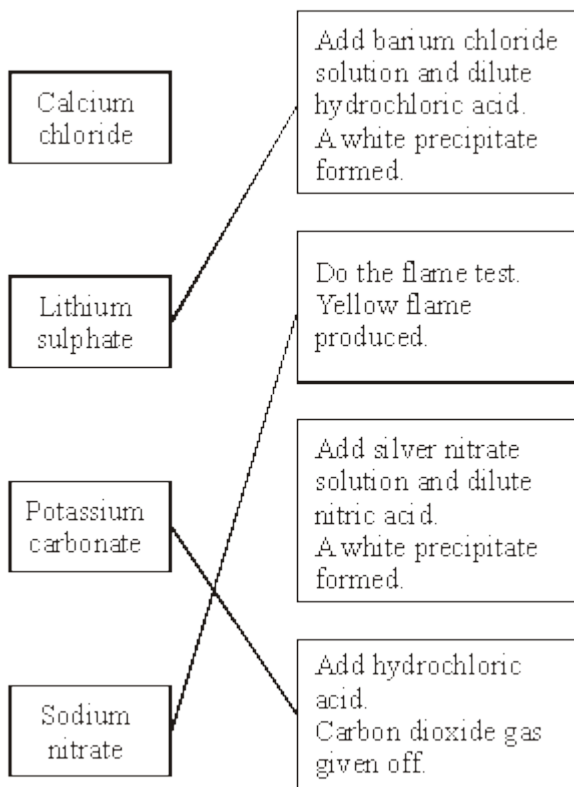 Calcium
chloride
Lithium
sulphate
Potassium
carbonate
Sodium
nitrate
Add barium chloride
solution and dilute
hydrochloric acid.
A white precipitate
formed.
Do the flame test.
Yellow flame
produced.
Add silver nitrate
solution and dilute
nitric acid.
A white precipitate
formed.
Add hydrochloric
acid.
Carbon dioxide gas
given off.